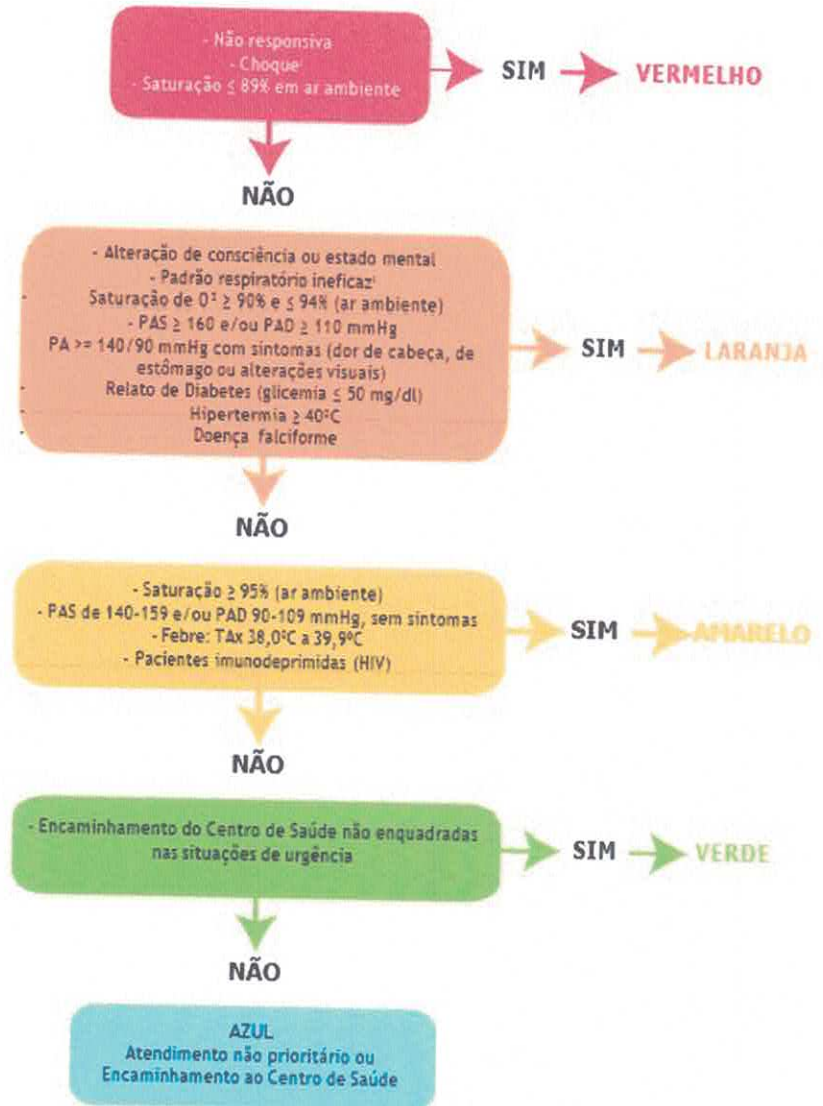 - Não responsiva
- Choque
- Saturação ≤ 89% em ar ambiente
SIM
VERMELHO
NÃO
- Alteração de consciência ou estado mental
- Padrão respiratório ineficaz
- Saturação de O² ≥ 90% e ≤ 94% (ar ambiente)
- PAS ≥ 160 e/ou PAD ≥ 110 mmHg
PA >= 140/90 mmHg com sintomas (dor de cabeça, de
estômago ou alterações visuais)
- Relato de Diabetes (glicemia ≤ 50 mg/dl)
- Hipertermia ≥ 40ºC
- Doença falciforme
SIM
LARANJA
NÃO
- Saturação ≥ 95% (ar ambiente)
- PAS de 140-159 e/ou PAD 90-109 mmHg, sem sintomas
- Febre: TAx 38,0ºC a 39,9ºC
- Pacientes imunodeprimidas (HIV)
SIM
AMARELO
NÃO
- Encaminhamento do Centro de Saúde não enquadradas
nas situações de urgência
SIM
VERDE
NÃO
AZUL
Atendimento não prioritário ou
Encaminhamento ao Centro de Saúde